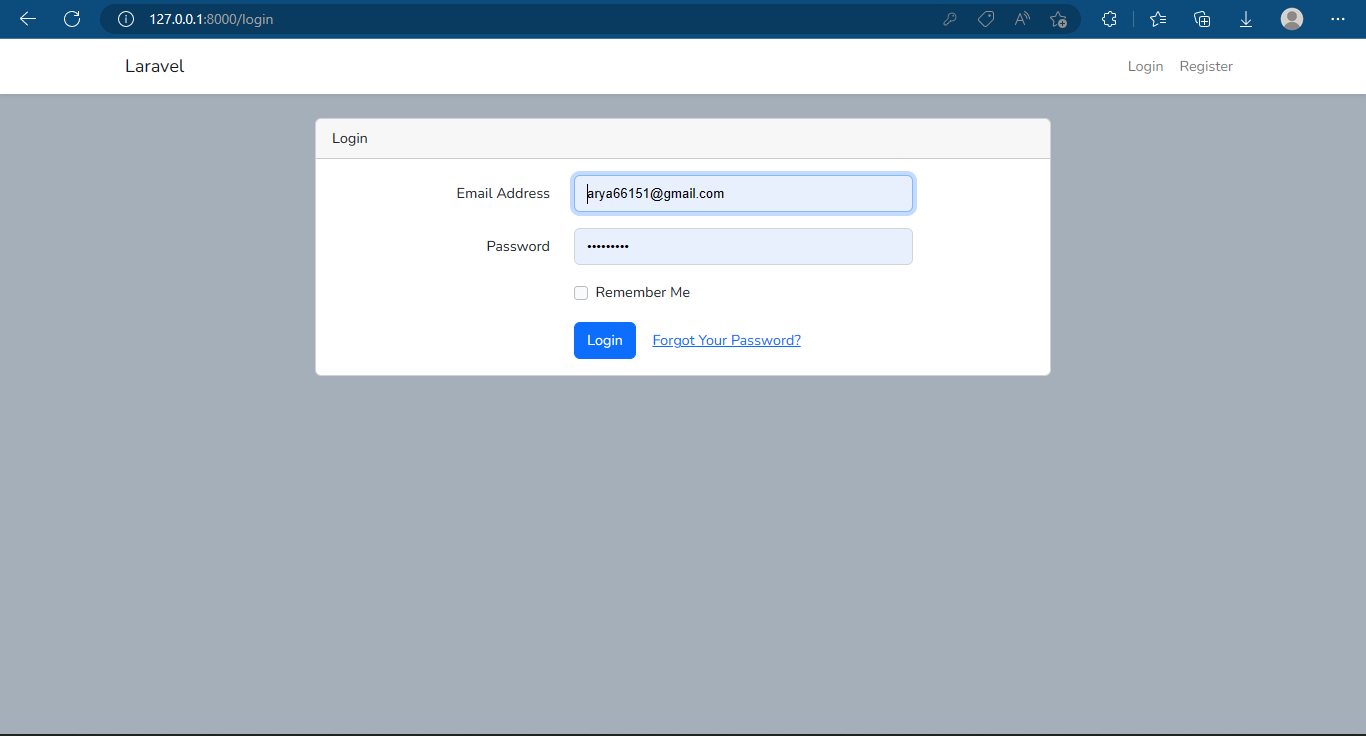 127.0.0.1:8000/login
Laravel
Login Register
Login
Email Address arya66151@gmail.com
Password •••••••••
Remember Me
Login Forgot Your Password?